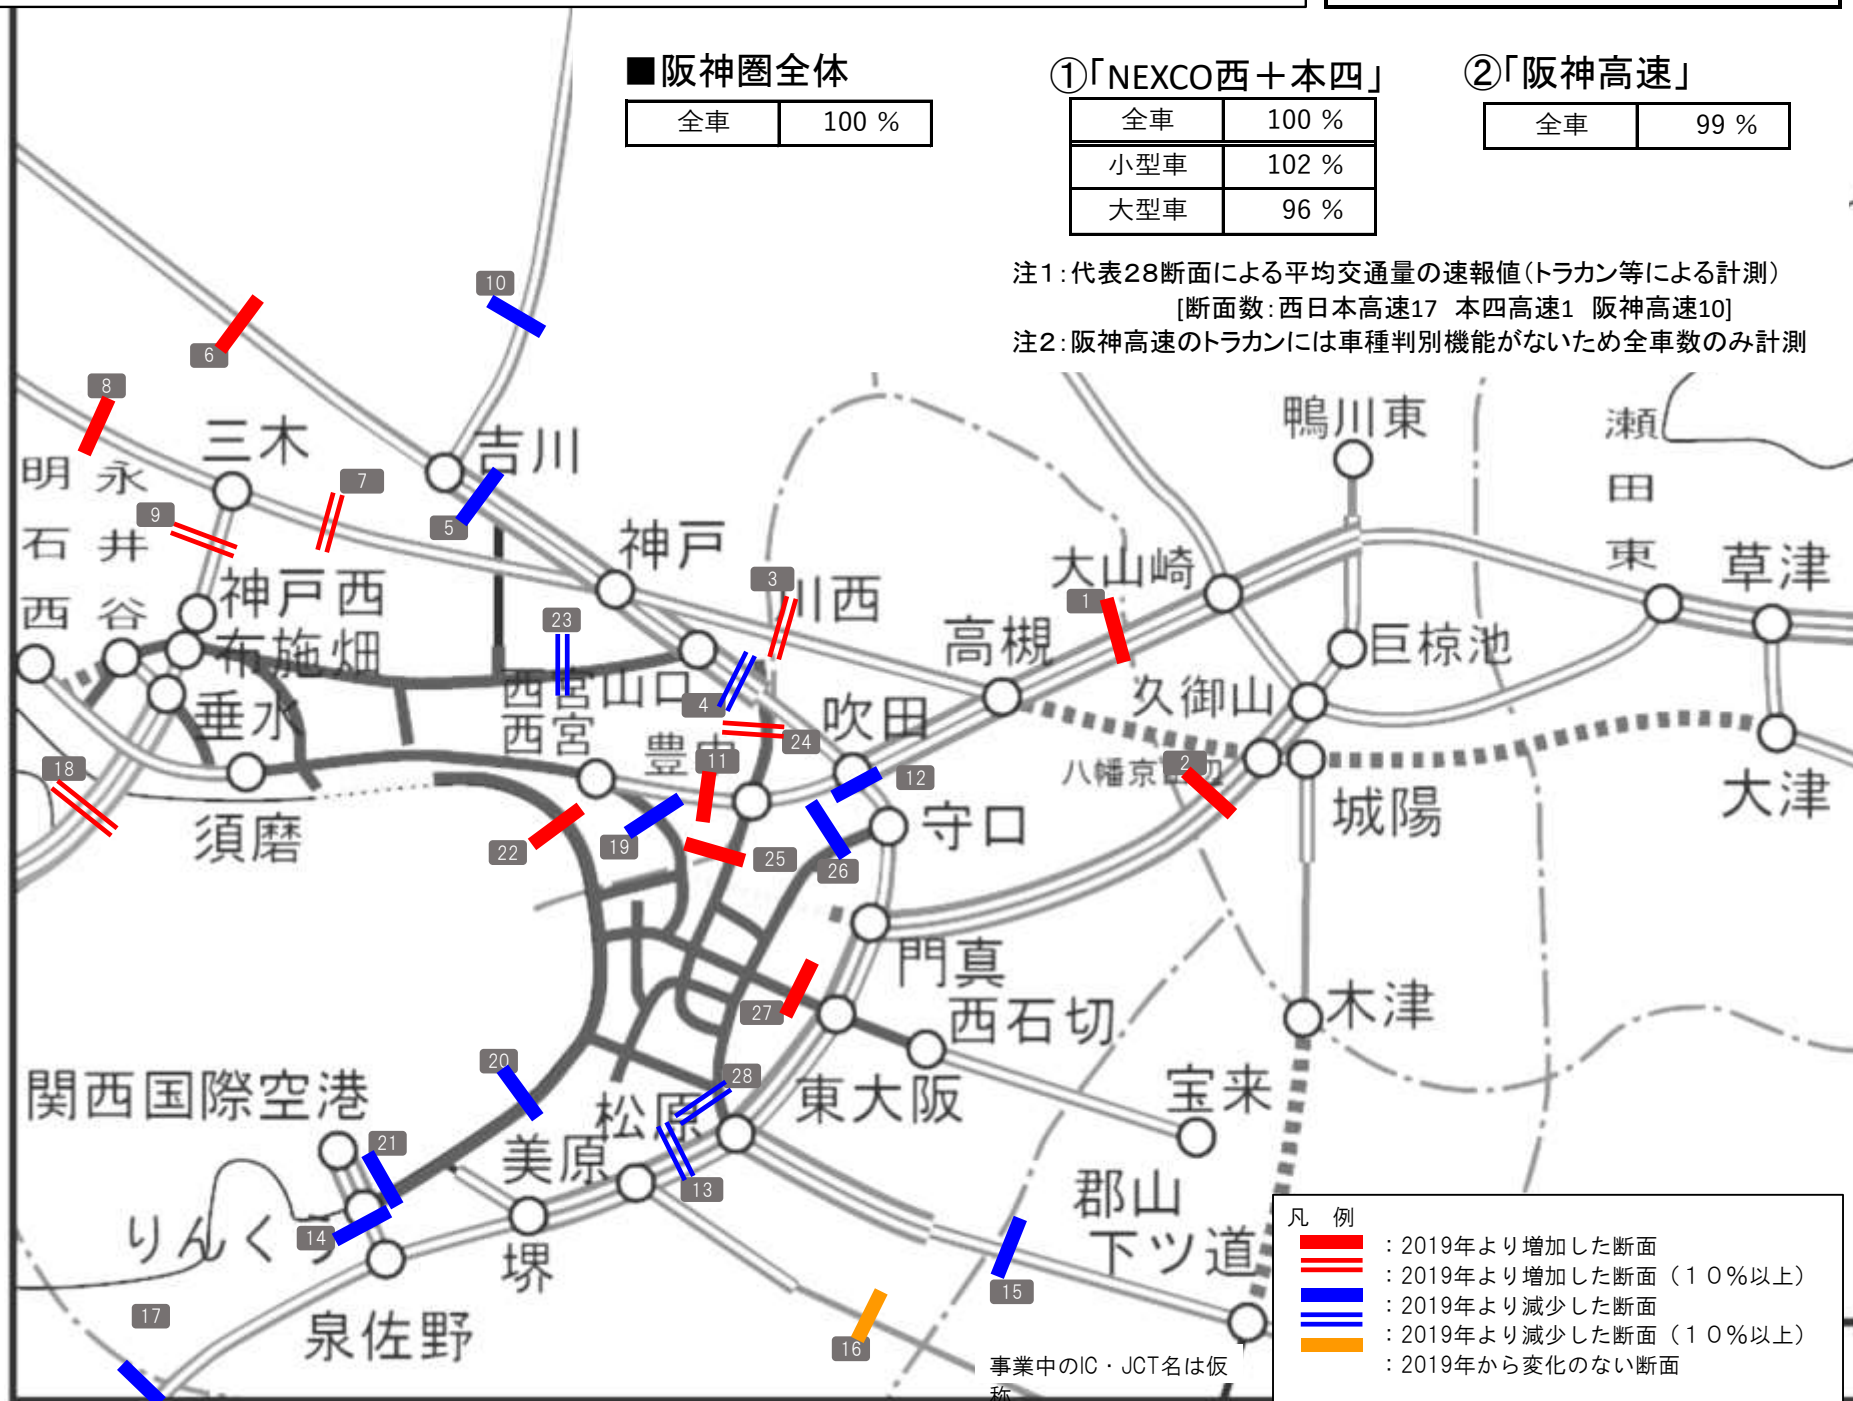 ■阪神圏全体
全車 100 %
①「NEXCO西＋本四」
全車 100 %
小型車 102 %
大型車 96 %
②「阪神高速」
全車 99 %
注1：代表28断面による平均交通量の速報値（トラカン等による計測）
[断面数：西日本高速17 本四高速1 阪神高速10]
注2：阪神高速のトラカンには車種判別機能がないため全車数のみ計測
10
6
8
三木
吉川
鴨川東
瀬田東
明石西
永井谷
7
9
5
神戸
3
川西
大山崎
1
草津
神戸西
布施畑
23
高槻
巨椋池
西宮山口
西宮
4
吹田
久御山
垂水
豊中
24
11
12
八幡京田辺
2
18
須磨
22
19
25
26
守口
城陽
大津
門真
27
西石切
木津
20
関西国際空港
28
松原
東大阪
宝来
21
美原
13
郡山
下ツ道
14
りんくう
堺
15
17
泉佐野
16
事業中のIC・JCT名は仮
称
凡 例
：2019年より増加した断面
：2019年より増加した断面（１０％以上）
：2019年より減少した断面
：2019年より減少した断面（１０％以上）
：2019年から変化のない断面